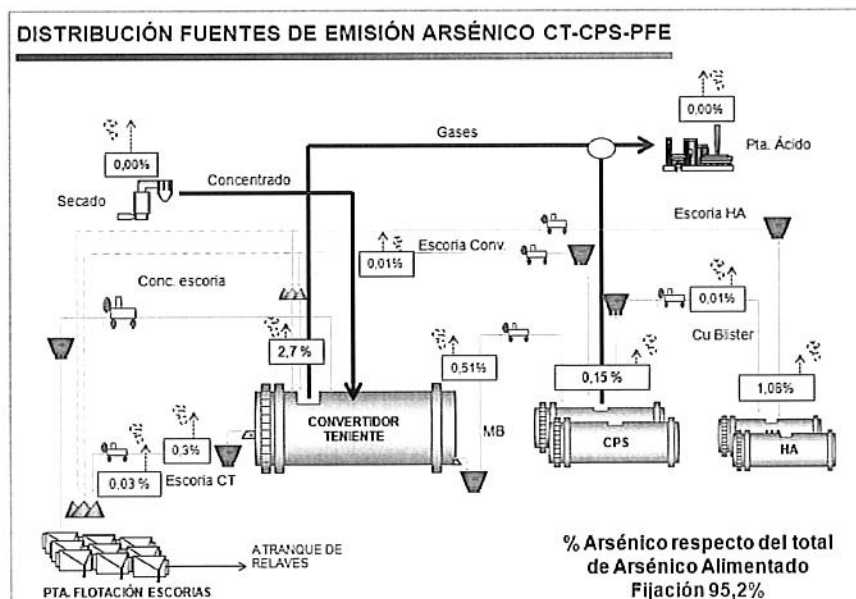 DISTRIBUCIÓN FUENTES DE EMISIÓN ARSÉNICO CT-CPS-PFE
0,00%
Gases
Pta. Ácido
0,00%
Secado
Concentrado
Escoria HA
Escoria Conv.
0,01%
Conc. escoria
0,01%
Cu Blister
2,7 %
0,51%
0,15 %
1,06%
CONVERTIDOR
TENIENTE
MB
CPS
HA
0,3%
0,03 %
Escoria CT
A TRANQUE DE
RELAVES
PTA. FLOTACIÓN ESCORIAS
% Arsénico respecto del total
de Arsénico Alimentado
Fijación 95,2%